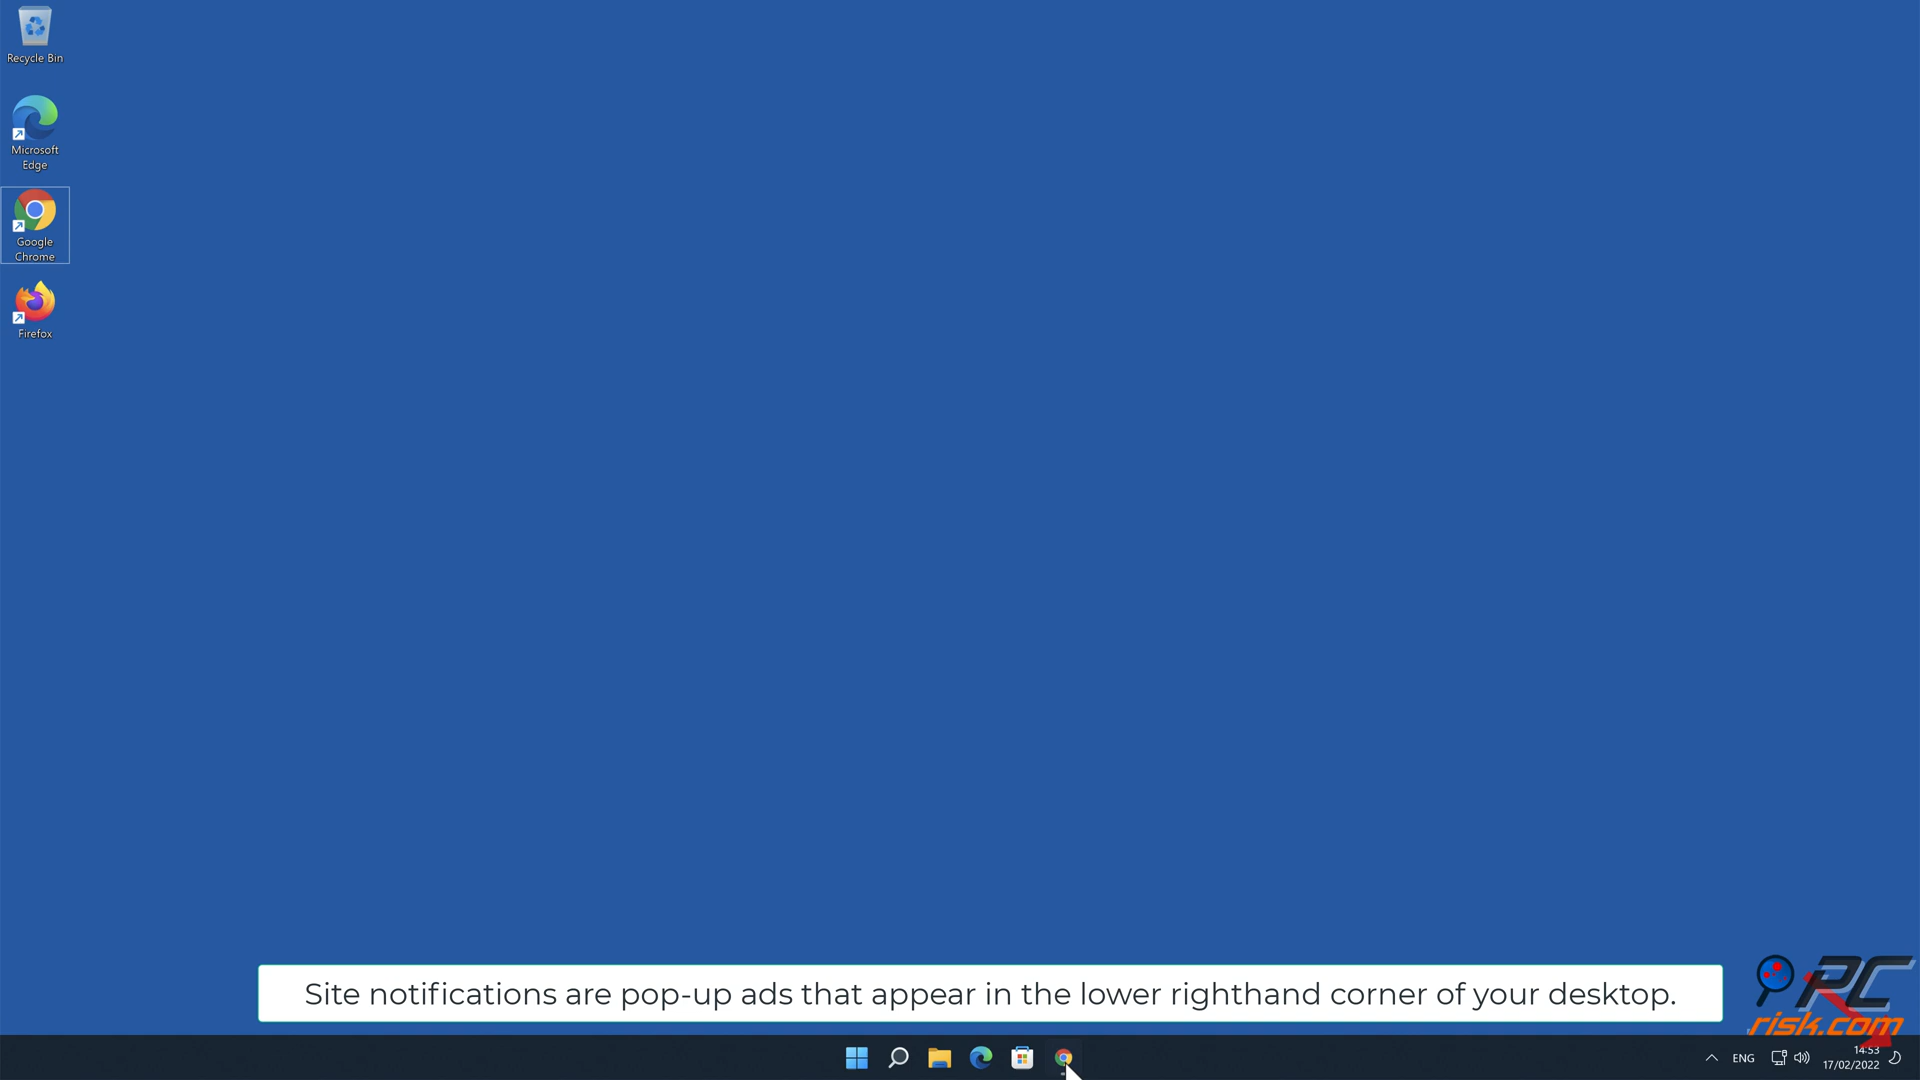 Recycle Bin
Microsoft
Edge
Google
Chrome
Firefox
Site notifications are pop-up ads that appear in the lower righthand corner of your desktop.
PC
risk.com
ENG
14:53
17/02/2022